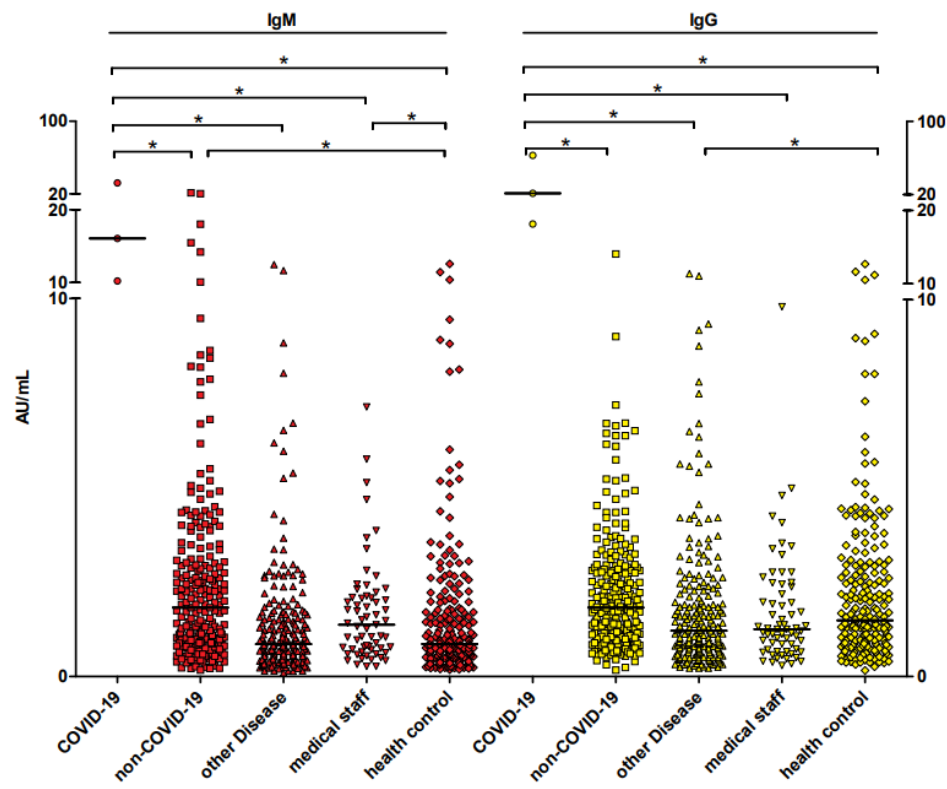 IgM IgG
*
*
*
*
*
*
*
*
*
*
*
100 100
20 20
20 20
10 10
10 10
AU/mL
0 0
COVID-19
non-COVID-19
other Disease
medical staff
health control
COVID-19
non-COVID-19
other Disease
medical staff
health control